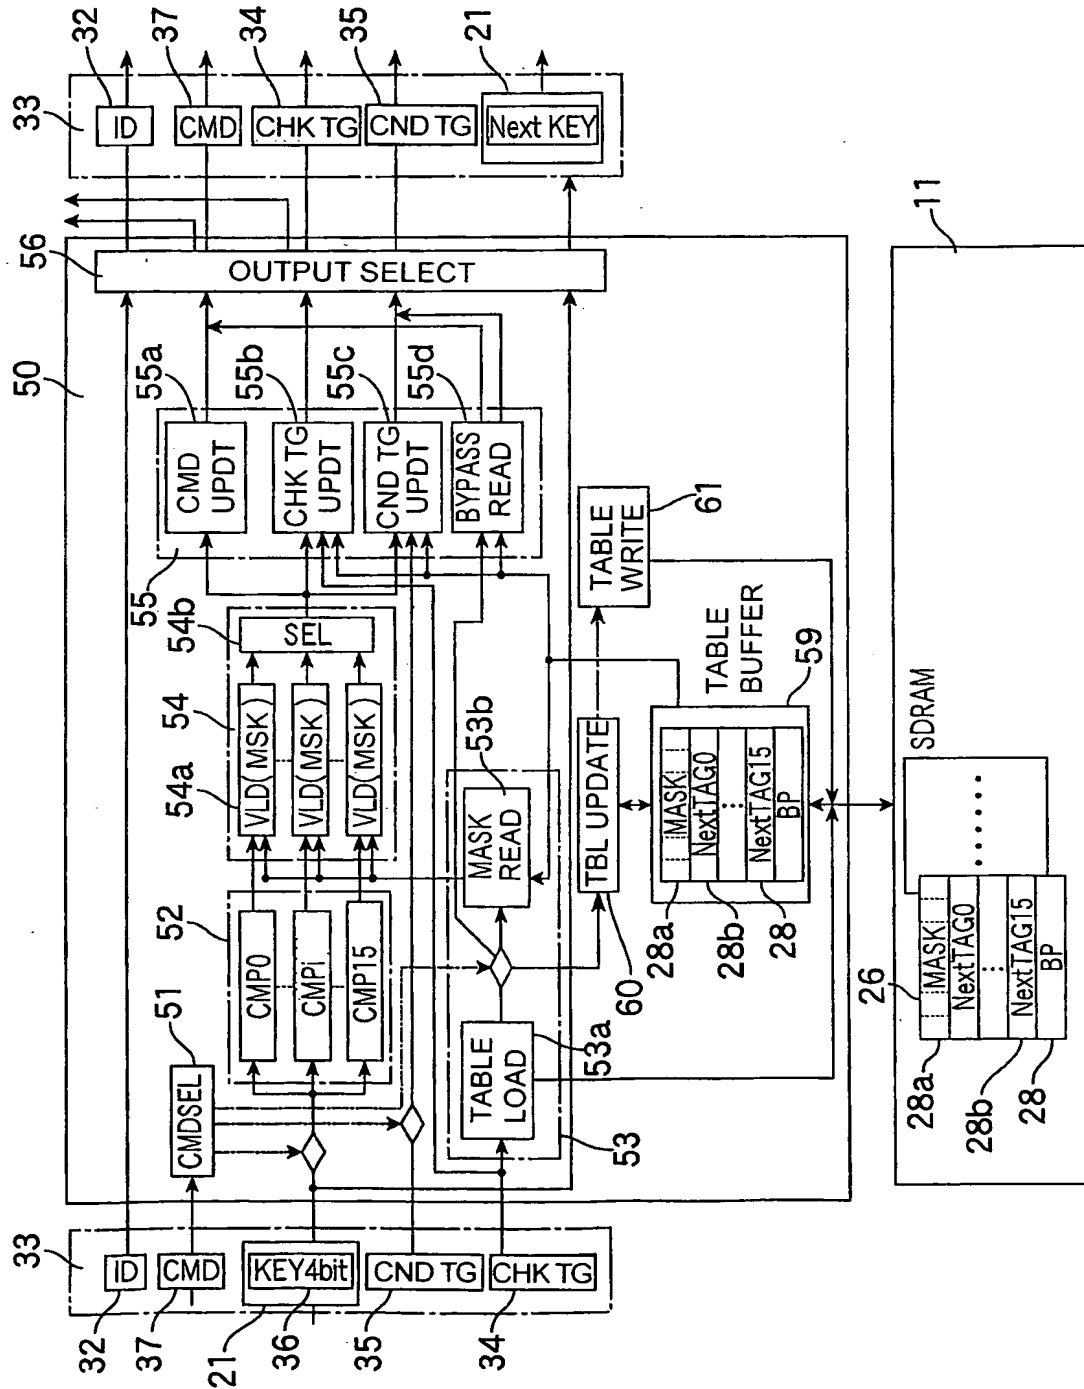 33
32
ID
37
CMD
21
36
KEY4bit
35
CND TG
34
CHK TG
50
51
CMDSEL
52
CMP0
CMPi
CMP15
53
53a
TABLE
LOAD
53b
MASK
READ
54
54a
VLD(MSK)
VLD(MSK)
VLD(MSK)
54b
SEL
55
55a
CMD
UPDT
55b
CHK TG
UPDT
55c
CND TG
UPDT
55d
BYPASS
READ
56
OUTPUT SELECT
60
TBL UPDATE
61
TABLE
WRITE
TABLE
BUFFER
59
28a
MASK
28b
NextTAG0
NextTAG15
28
BP
33
32
ID
37
CMD
34
CHK TG
35
CND TG
21
Next KEY
11
SDRAM
26
28a
MASK
NextTAG0
28b
NextTAG15
28
BP